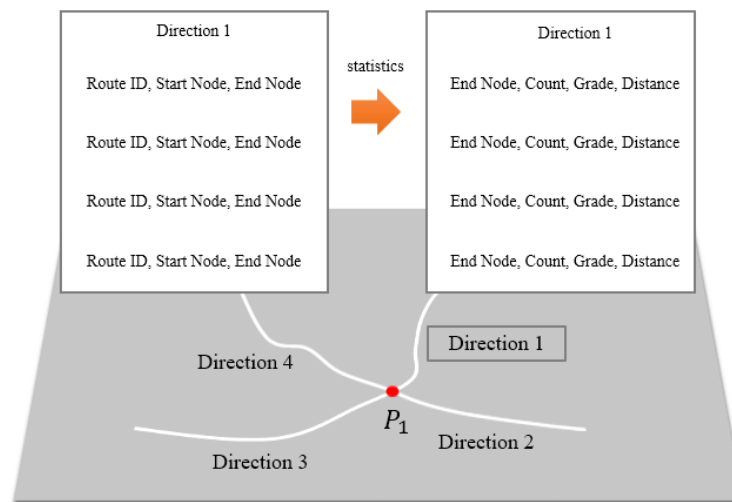 Direction 1
Route ID, Start Node, End Node
Route ID, Start Node, End Node
Route ID, Start Node, End Node
Route ID, Start Node, End Node
statistics
Direction 1
End Node, Count, Grade, Distance
End Node, Count, Grade, Distance
End Node, Count, Grade, Distance
End Node, Count, Grade, Distance
Direction 1
Direction 4
P₁
Direction 2
Direction 3